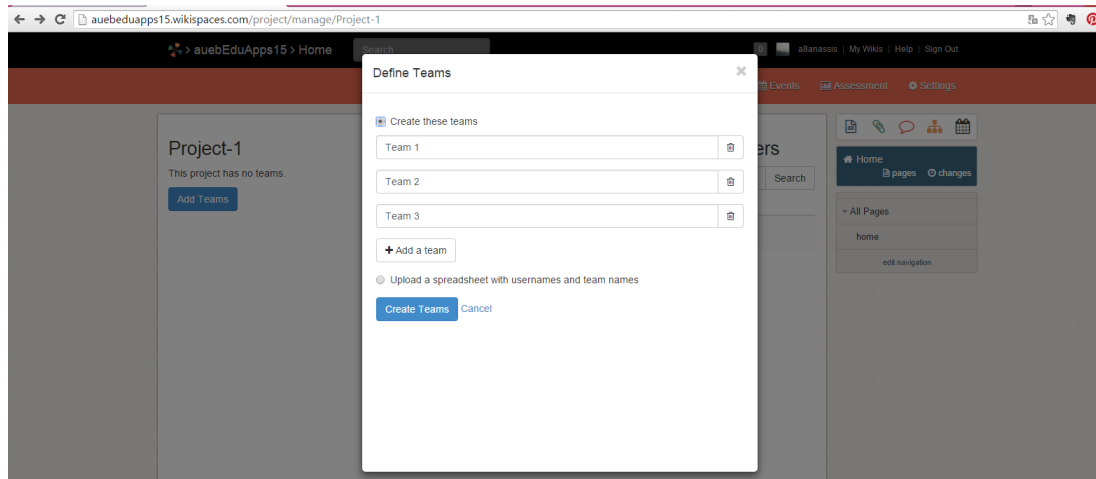 auebeduapps15.wikispaces.com/project/manage/Project-1
> auebEduApps15 > Home
Search
0
a8anassis | My Wikis | Help | Sign Out
Events
Assessment
Settings
Define Teams
×
Create these teams
Team 1
Team 2
Team 3
+ Add a team
Upload a spreadsheet with usernames and team names
Create Teams Cancel
Project-1
This project has no teams.
Add Teams
ers
Search
Home
pages changes
All Pages
home
edit navigation